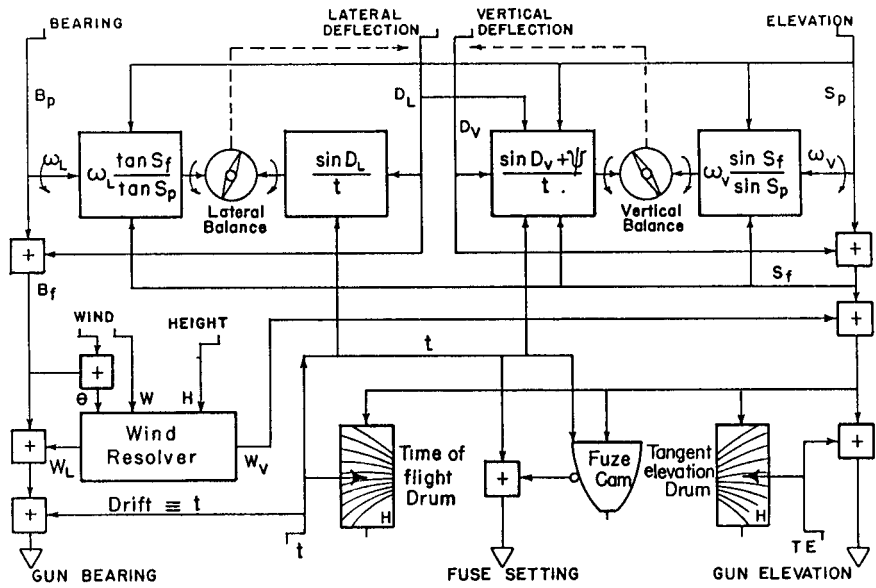 BEARING
LATERAL
DEFLECTION
VERTICAL
DEFLECTION
ELEVATION
Bp
DL
DV
Sp
ωL
ωL tan Sf
tan Sp
sin DL
t
sin DV + ψ
t .
ωV sin Sf
sin Sp
ωV
Lateral
Balance
Vertical
Balance
+
+
Bf
Sf
WIND
HEIGHT
+
+
t
θ
W
H
Wind
Resolver
+
WL
WV
Time of
flight
Drum
H
+
Fuze
Cam
Tangent
elevation
Drum
H
+
+
Drift ≡ t
t
TE
GUN BEARING
FUSE SETTING
GUN ELEVATION